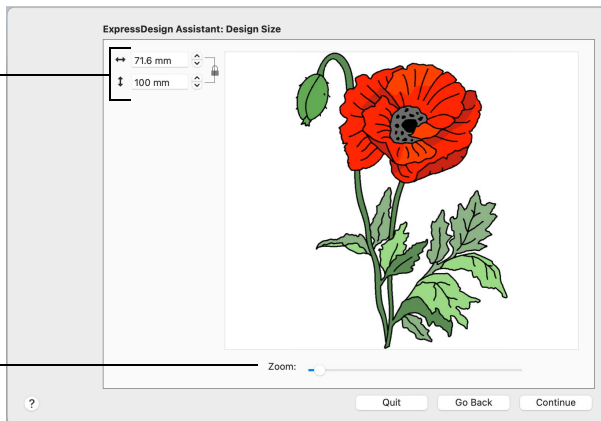 ExpressDesign Assistant: Design Size
71.6 mm
100 mm
Zoom:
?
Quit
Go Back
Continue